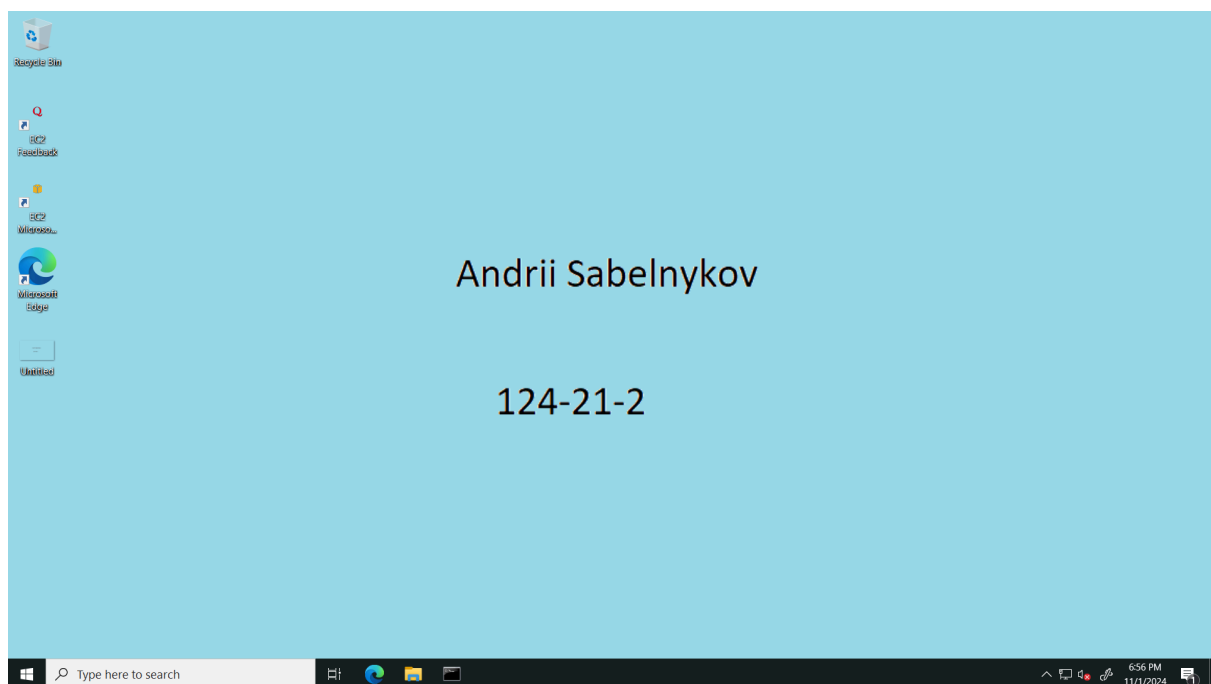 Recycle Bin
EC2
Feedback
EC2
Microso...
Microsoft
Edge
Untitled
Andrii Sabelnykov
124-21-2
Type here to search
6:56 PM
11/1/2024
1